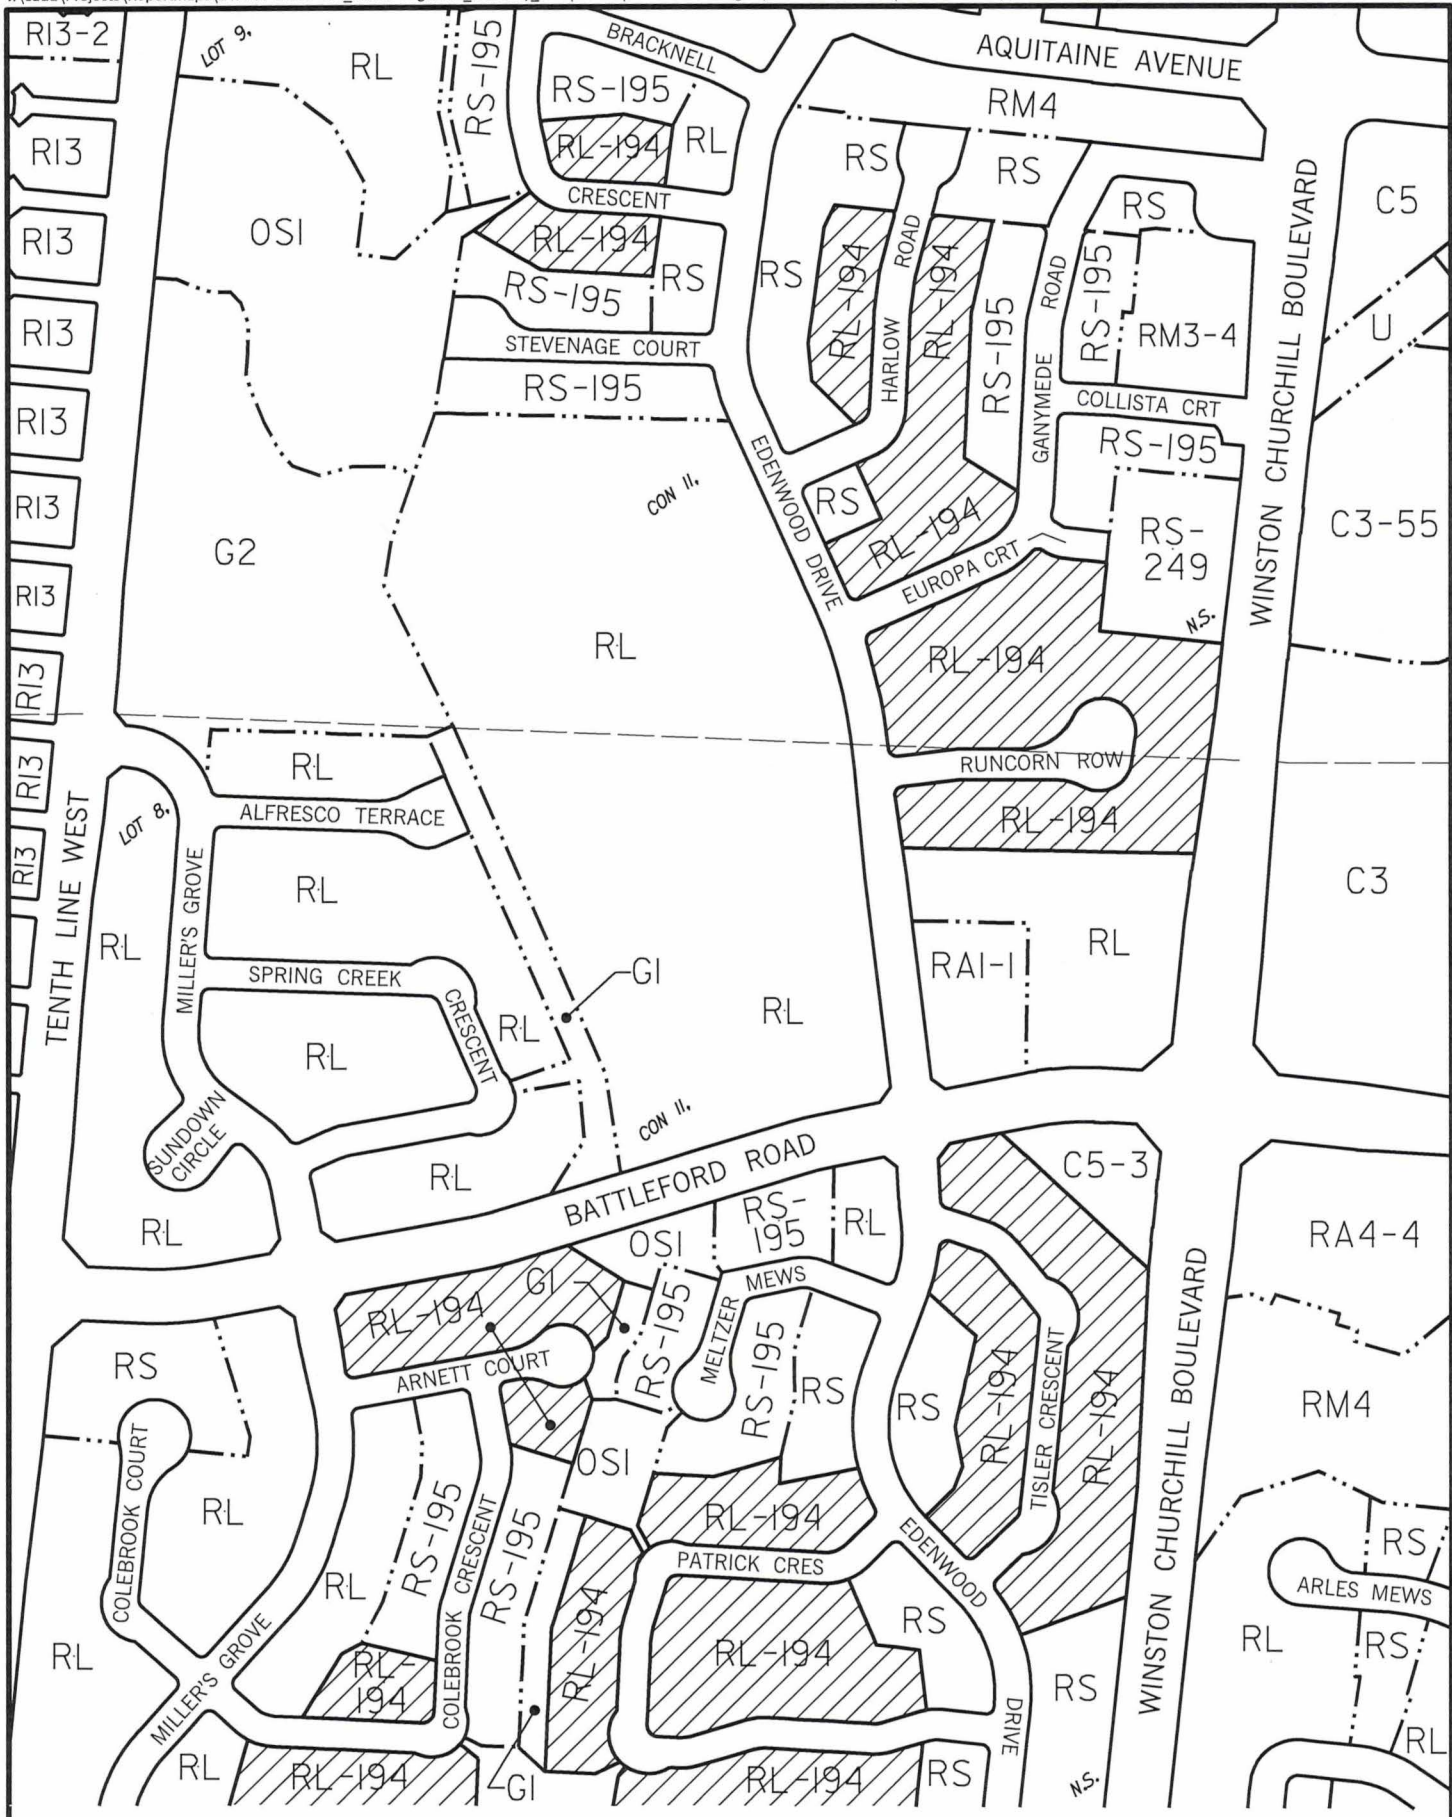 RI3-2
LOT 9,
RL
RS-195
BRACKNELL
AQUITAINE AVENUE
RS-195
RM4
RI3
RL-194
RL
RS
RS
CRESCENT
RS
C5
RI3
OSI
RL-194
RS
RS
RL-194
HARLOW ROAD
RL-194
RS-195
GANYMEDE ROAD
RS-195
RM3-4
WINSTON CHURCHILL BOULEVARD
U
RS-195
RI3
STEVENAGE COURT
RS-195
COLLISTA CRT
RI3
RS-195
EDENWOOD DRIVE
CON II,
RS
RI3
RL-194
RS-
249
C3-55
G2
EUROPA CRT
RI3
N.S.
RL
RL-194
RI3
RI3
RL
RUNCORN ROW
TENTH LINE WEST
LOT 8,
ALFRESCO TERRACE
RL-194
RI3
MILLER'S GROVE
RL
C3
RL
RAI-I
RL
SPRING CREEK
CRESCENT
GI
RL
RL
RL
SUNDOWN
CIRCLE
CON II,
BATTLEFORD ROAD
C5-3
RL
RS-
195
RL
RL
OSI
RA4-4
GI
MEWS
MELTZER
RL-194
RS-195
RS-195
RS
ARNETT COURT
RS
RS
RL-194
TISLER CRESCENT
RL-194
WINSTON CHURCHILL BOULEVARD
RM4
COLEBROOK COURT
OSI
RL
RS-195
COLEBROOK CRESCENT
RS-195
RL-194
EDENWOOD
RS
PATRICK CRES
ARLES MEWS
RL
RL-194
RS
RL
RL
RS
MILLER'S GROVE
RL-
194
RL-194
RS
DRIVE
RL
RL
RL-194
GI
RL-194
RS
N.S.